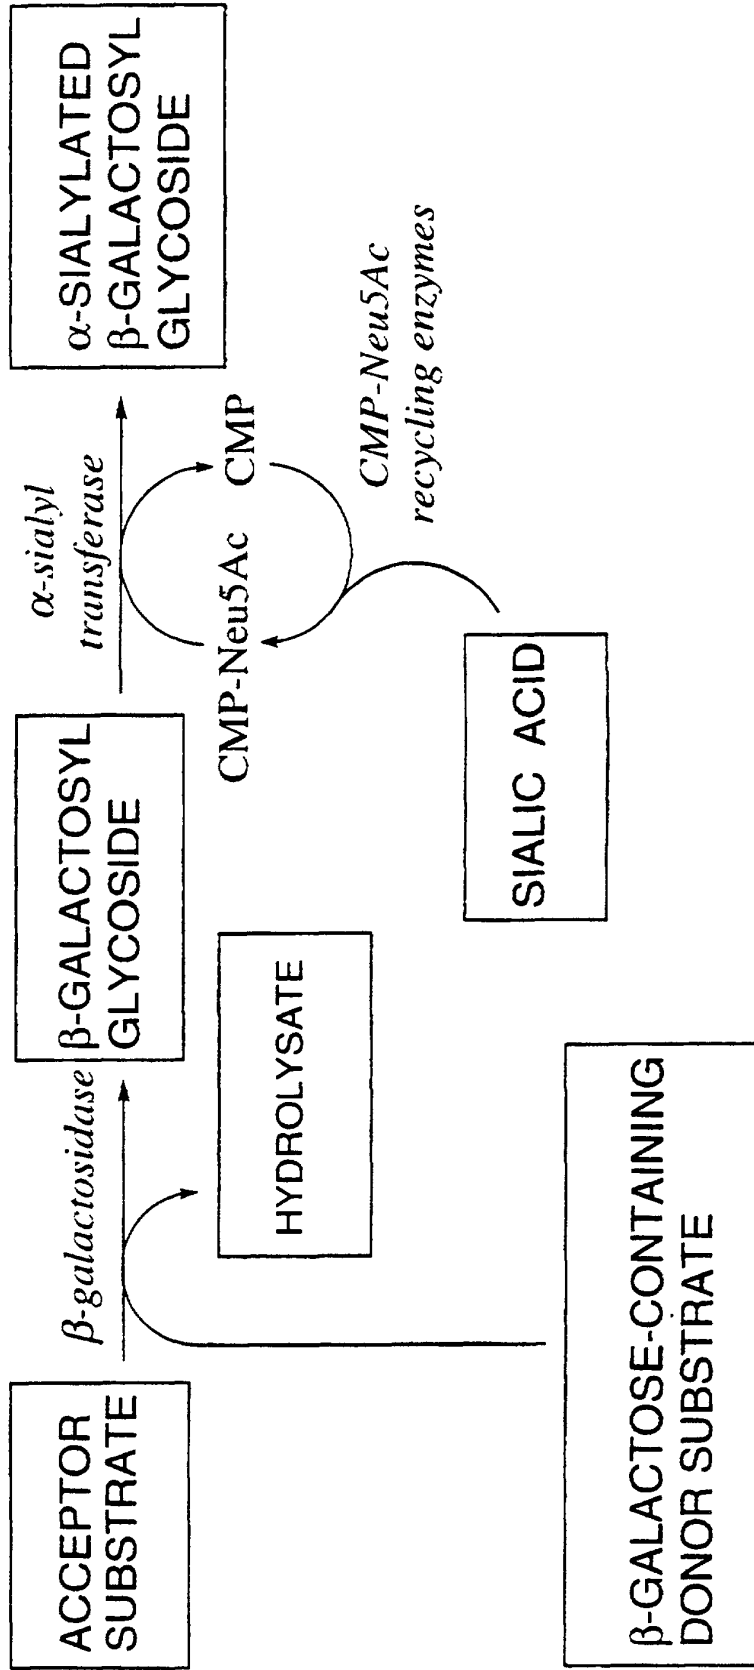 ACCEPTOR
SUBSTRATE
β-galactosidase
β-GALACTOSYL
GLYCOSIDE
α-sialyl
transferase
α-SIALYLATED
β-GALACTOSYL
GLYCOSIDE
HYDROLYSATE
CMP-Neu5Ac
CMP
CMP-Neu5Ac
recycling enzymes
SIALIC ACID
β-GALACTOSE-CONTAINING
DONOR SUBSTRATE